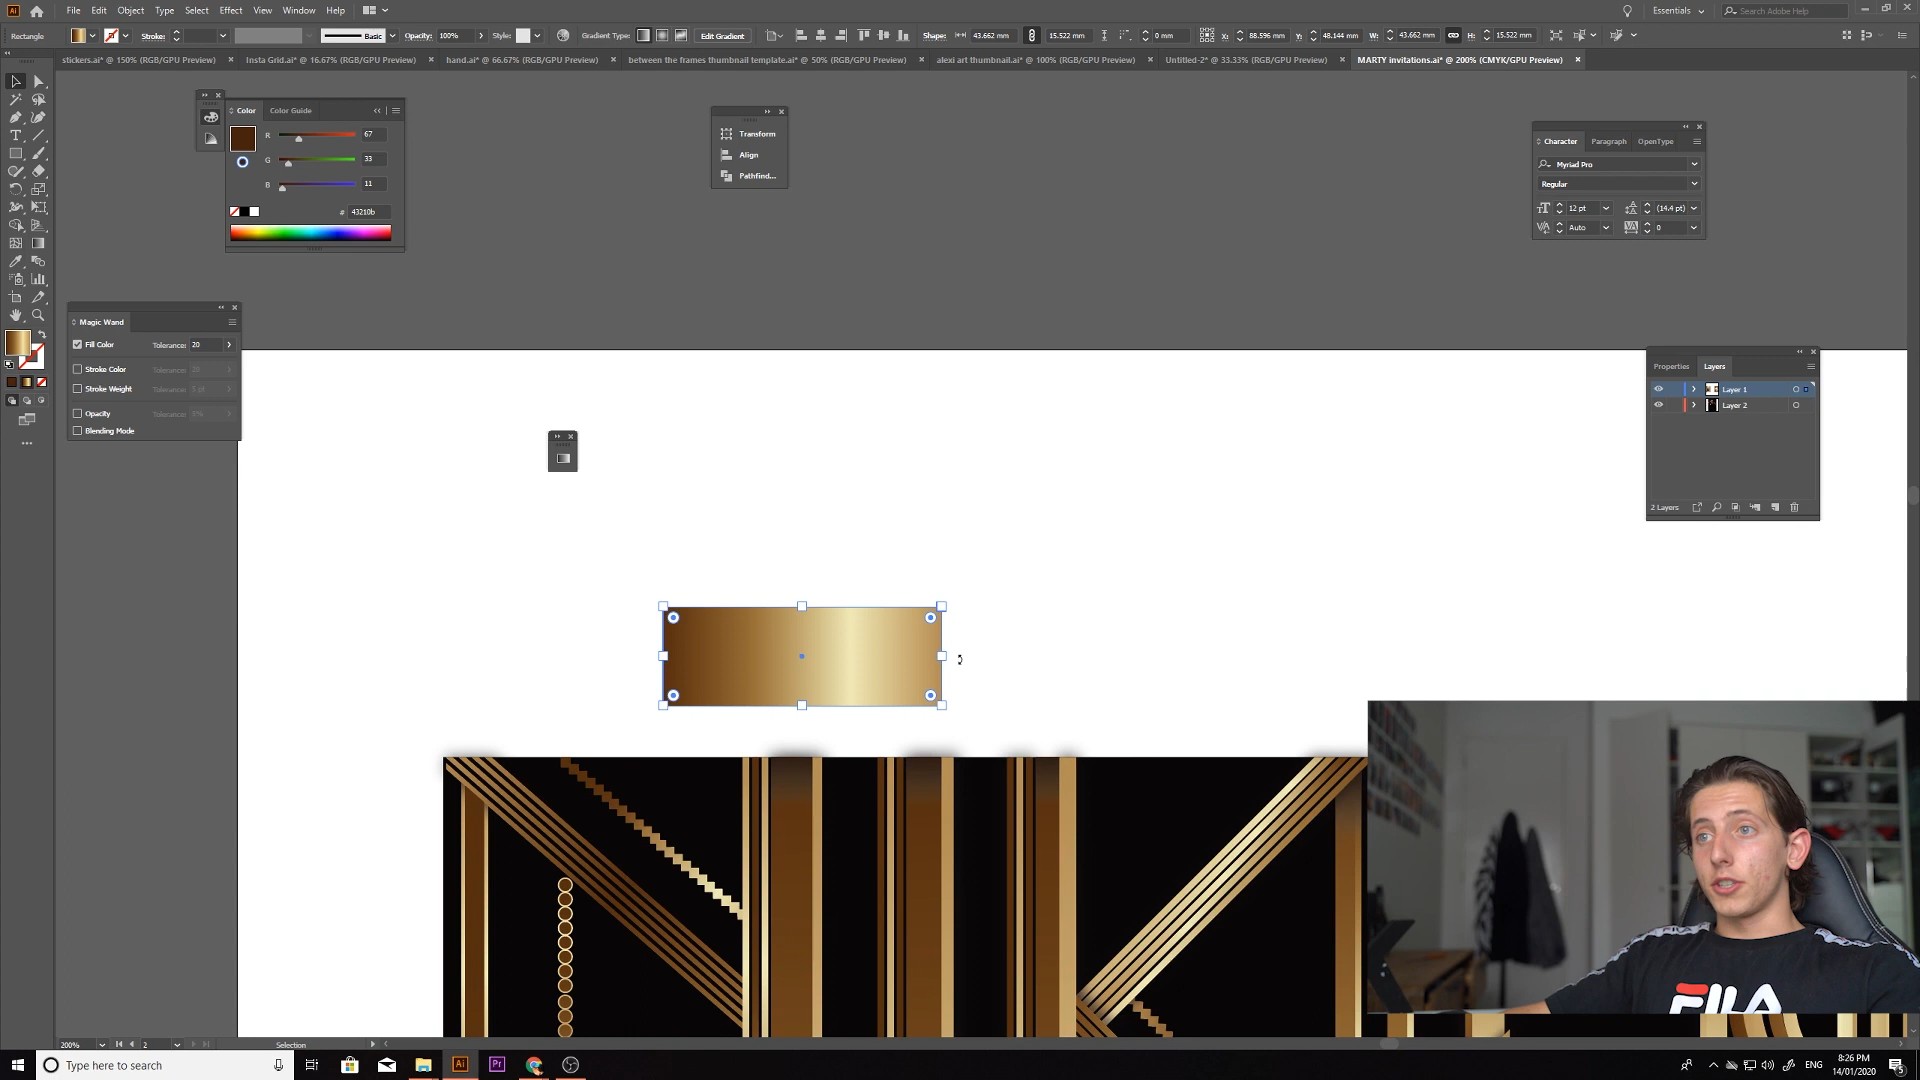 Ai File Edit Object Type Select Effect View Window Help Essentials Search Adobe Help
Rectangle Stroke: Basic Opacity: 100% Style: Gradient Type: Edit Gradient Shape: 43.662 mm 15.522 mm 0 mm X: 88.596 mm Y: 48.144 mm W: 43.662 mm H: 15.522 mm
stickers.ai* @ 150% (RGB/GPU Preview) Insta Grid.ai* @ 16.67% (RGB/GPU Preview) hand.ai* @ 66.67% (RGB/GPU Preview) between the frames thumbnail template.ai* @ 50% (RGB/GPU Preview) alexi art thumbnail.ai* @ 100% (RGB/GPU Preview) Untitled-2* @ 33.33% (RGB/GPU Preview) MARTY invitations.ai* @ 200% (CMYK/GPU Preview)
Color Color Guide
R 67
G 33
B 11
# 43210b
Transform
Align
Pathfind...
Character Paragraph OpenType
Myriad Pro
Regular
12 pt (14.4 pt)
Auto 0
Magic Wand
Fill Color Tolerance: 20
Stroke Color Tolerance: 20
Stroke Weight Tolerance: 5 pt
Opacity Tolerance: 5%
Blending Mode
Properties Layers
Layer 1
Layer 2
2 Layers
FILA
200% 2 Selection
Type here to search
Ai Pr
ENG
8:26 PM
14/01/2020
5